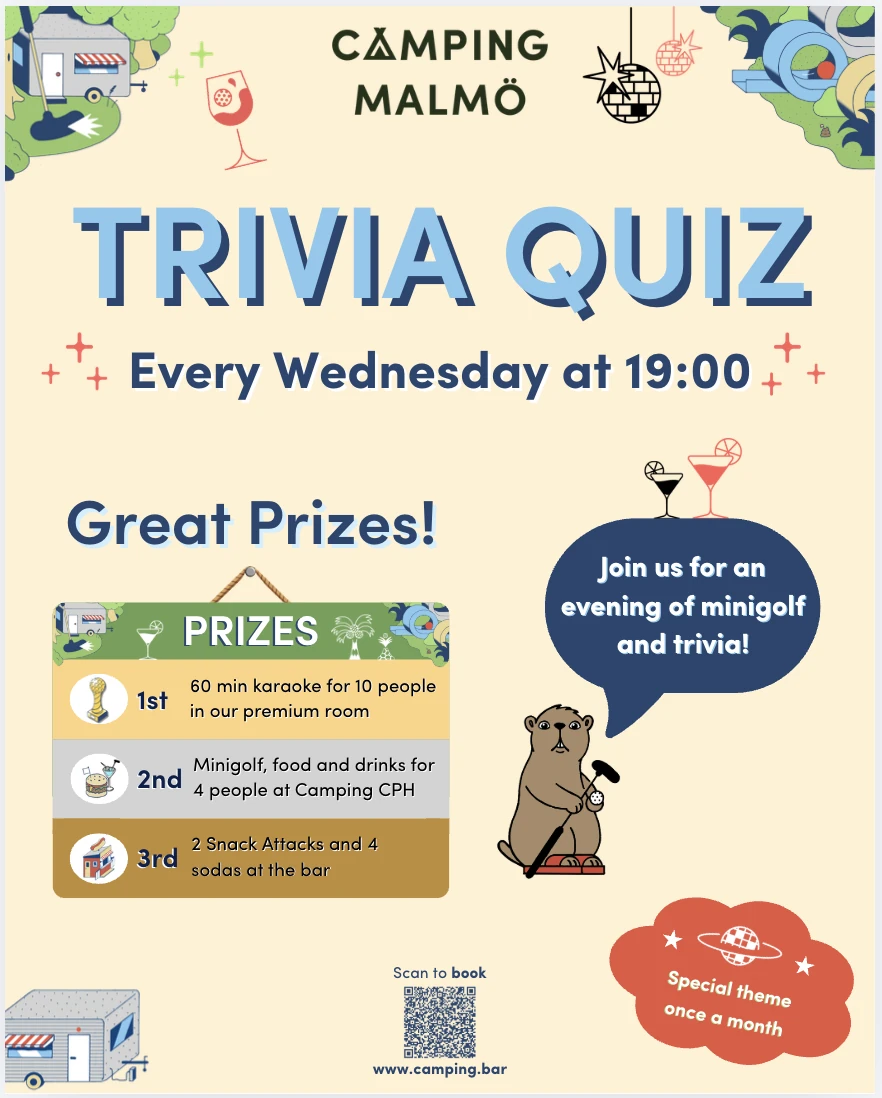 CAMPING
MALMÖ
TRIVIA QUIZ
Every Wednesday at 19:00
Great Prizes!
PRIZES
1st
60 min karaoke for 10 people
in our premium room
2nd
Minigolf, food and drinks for
4 people at Camping CPH
3rd
2 Snack Attacks and 4
sodas at the bar
Join us for an
evening of minigolf
and trivia!
Special theme
once a month
Scan to book
www.camping.bar